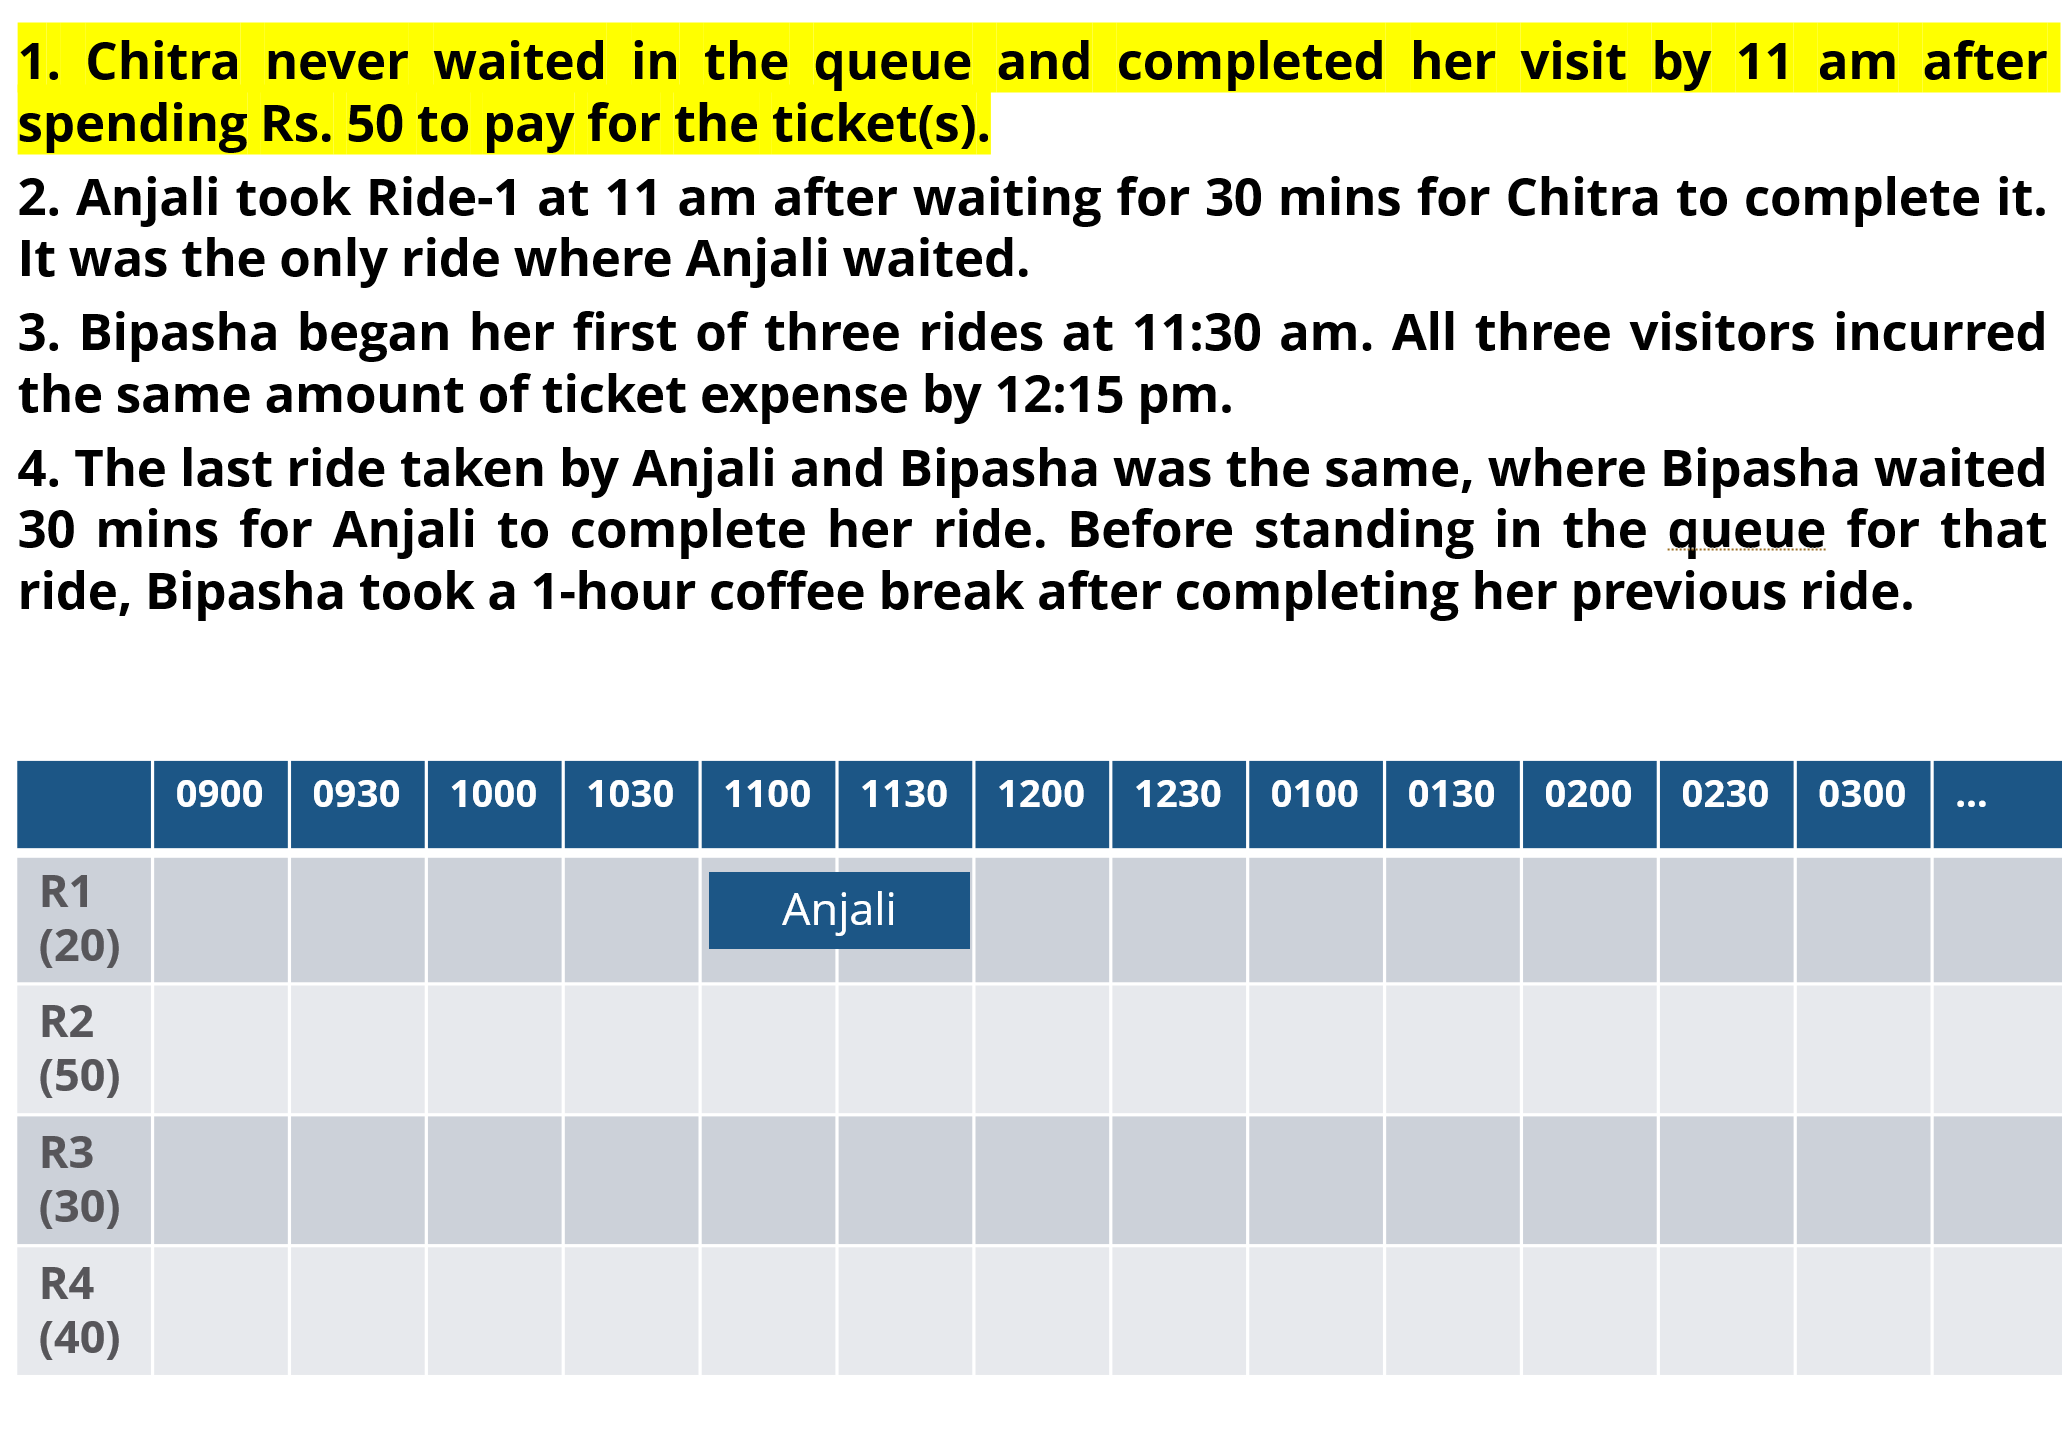 1. Chitra never waited in the queue and completed her visit by 11 am after
spending Rs. 50 to pay for the ticket(s).
2. Anjali took Ride-1 at 11 am after waiting for 30 mins for Chitra to complete it.
It was the only ride where Anjali waited.
3. Bipasha began her first of three rides at 11:30 am. All three visitors incurred
the same amount of ticket expense by 12:15 pm.
4. The last ride taken by Anjali and Bipasha was the same, where Bipasha waited
30 mins for Anjali to complete her ride. Before standing in the queue for that
ride, Bipasha took a 1-hour coffee break after completing her previous ride.
0900 0930 1000 1030 1100 1130 1200 1230 0100 0130 0200 0230 0300 ...
R1
Anjali
(20)
R2
(50)
R3
(30)
R4
(40)